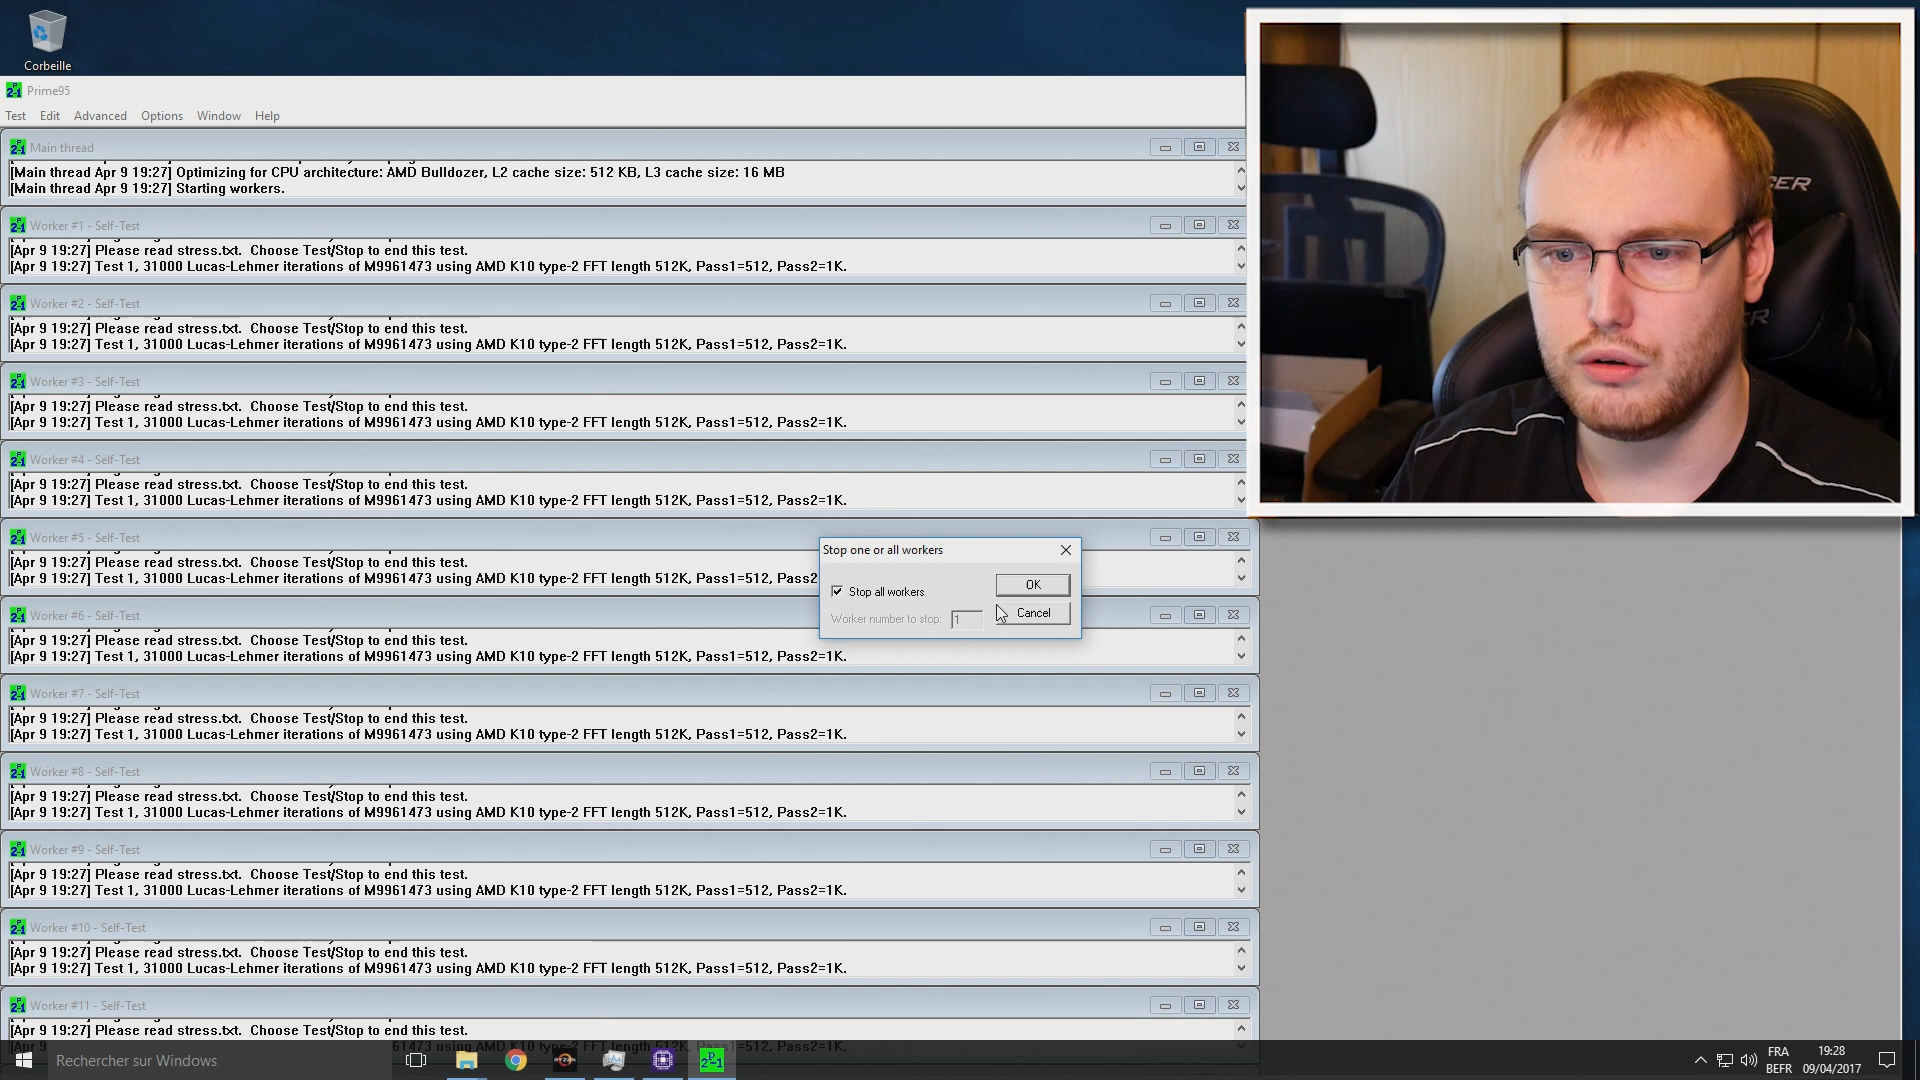 Corbeille
Prime95
Test Edit Advanced Options Window Help
Main thread
[Main thread Apr 9 19:27] Optimizing for CPU architecture: AMD Bulldozer, L2 cache size: 512 KB, L3 cache size: 16 MB
[Main thread Apr 9 19:27] Starting workers.
Worker #1 - Self-Test
[Apr 9 19:27] Please read stress.txt.  Choose Test/Stop to end this test.
[Apr 9 19:27] Test 1, 31000 Lucas-Lehmer iterations of M9961473 using AMD K10 type-2 FFT length 512K, Pass1=512, Pass2=1K.
Worker #2 - Self-Test
[Apr 9 19:27] Please read stress.txt.  Choose Test/Stop to end this test.
[Apr 9 19:27] Test 1, 31000 Lucas-Lehmer iterations of M9961473 using AMD K10 type-2 FFT length 512K, Pass1=512, Pass2=1K.
Worker #3 - Self-Test
[Apr 9 19:27] Please read stress.txt.  Choose Test/Stop to end this test.
[Apr 9 19:27] Test 1, 31000 Lucas-Lehmer iterations of M9961473 using AMD K10 type-2 FFT length 512K, Pass1=512, Pass2=1K.
Worker #4 - Self-Test
[Apr 9 19:27] Please read stress.txt.  Choose Test/Stop to end this test.
[Apr 9 19:27] Test 1, 31000 Lucas-Lehmer iterations of M9961473 using AMD K10 type-2 FFT length 512K, Pass1=512, Pass2=1K.
Worker #5 - Self-Test
[Apr 9 19:27] Please read stress.txt.  Choose Test/Stop to end this test.
[Apr 9 19:27] Test 1, 31000 Lucas-Lehmer iterations of M9961473 using AMD K10 type-2 FFT length 512K, Pass1=512, Pass2
Stop one or all workers
Stop all workers
OK
Worker number to stop: 1
Cancel
Worker #6 - Self-Test
[Apr 9 19:27] Please read stress.txt.  Choose Test/Stop to end this test.
[Apr 9 19:27] Test 1, 31000 Lucas-Lehmer iterations of M9961473 using AMD K10 type-2 FFT length 512K, Pass1=512, Pass2=1K.
Worker #7 - Self-Test
[Apr 9 19:27] Please read stress.txt.  Choose Test/Stop to end this test.
[Apr 9 19:27] Test 1, 31000 Lucas-Lehmer iterations of M9961473 using AMD K10 type-2 FFT length 512K, Pass1=512, Pass2=1K.
Worker #8 - Self-Test
[Apr 9 19:27] Please read stress.txt.  Choose Test/Stop to end this test.
[Apr 9 19:27] Test 1, 31000 Lucas-Lehmer iterations of M9961473 using AMD K10 type-2 FFT length 512K, Pass1=512, Pass2=1K.
Worker #9 - Self-Test
[Apr 9 19:27] Please read stress.txt.  Choose Test/Stop to end this test.
[Apr 9 19:27] Test 1, 31000 Lucas-Lehmer iterations of M9961473 using AMD K10 type-2 FFT length 512K, Pass1=512, Pass2=1K.
Worker #10 - Self-Test
[Apr 9 19:27] Please read stress.txt.  Choose Test/Stop to end this test.
[Apr 9 19:27] Test 1, 31000 Lucas-Lehmer iterations of M9961473 using AMD K10 type-2 FFT length 512K, Pass1=512, Pass2=1K.
Worker #11 - Self-Test
[Apr 9 19:27] Please read stress.txt.  Choose Test/Stop to end this test.
Rechercher sur Windows
RYZEN
FRA
BEFR
19:28
09/04/2017